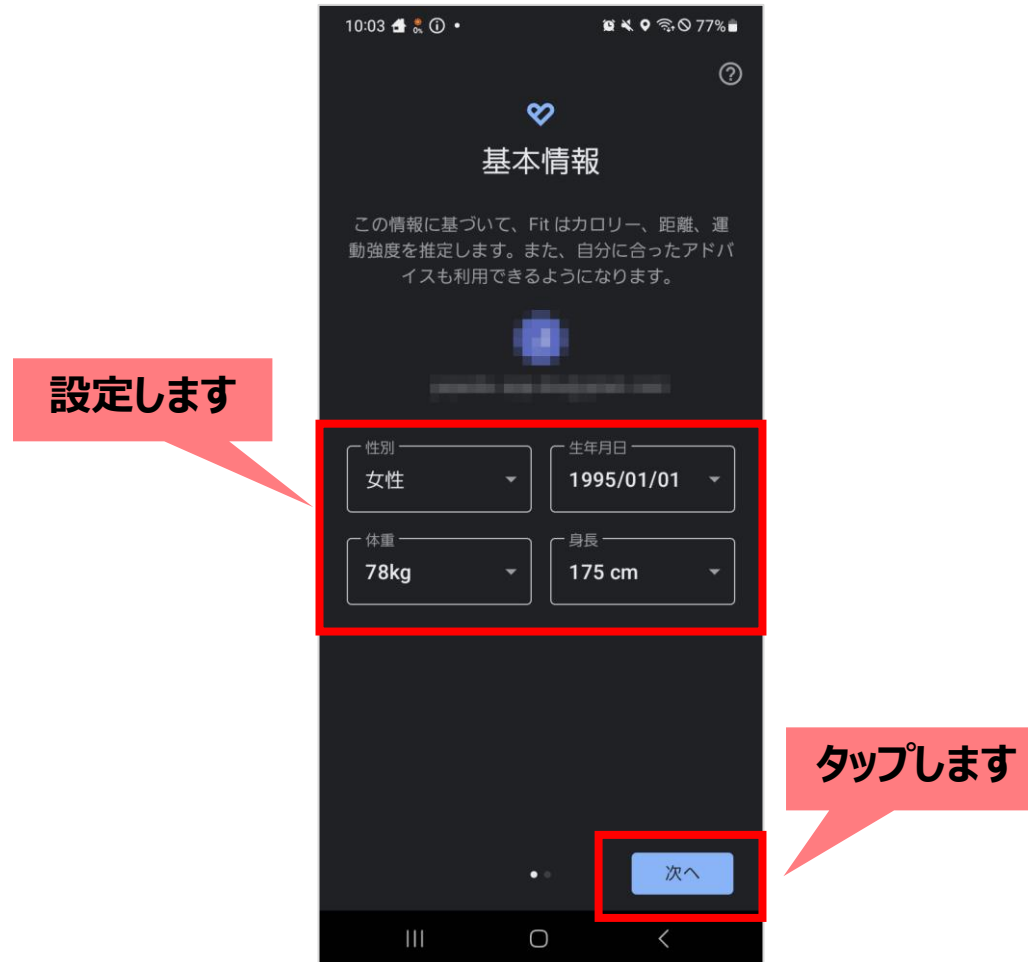 10:03
77%
基本情報
この情報に基づいて、Fit はカロリー、距離、運
動強度を推定します。また、自分に合ったアドバ
イスも利用できるようになります。
設定します
性別
女性
生年月日
1995/01/01
体重
78kg
身長
175 cm
タップします
次へ